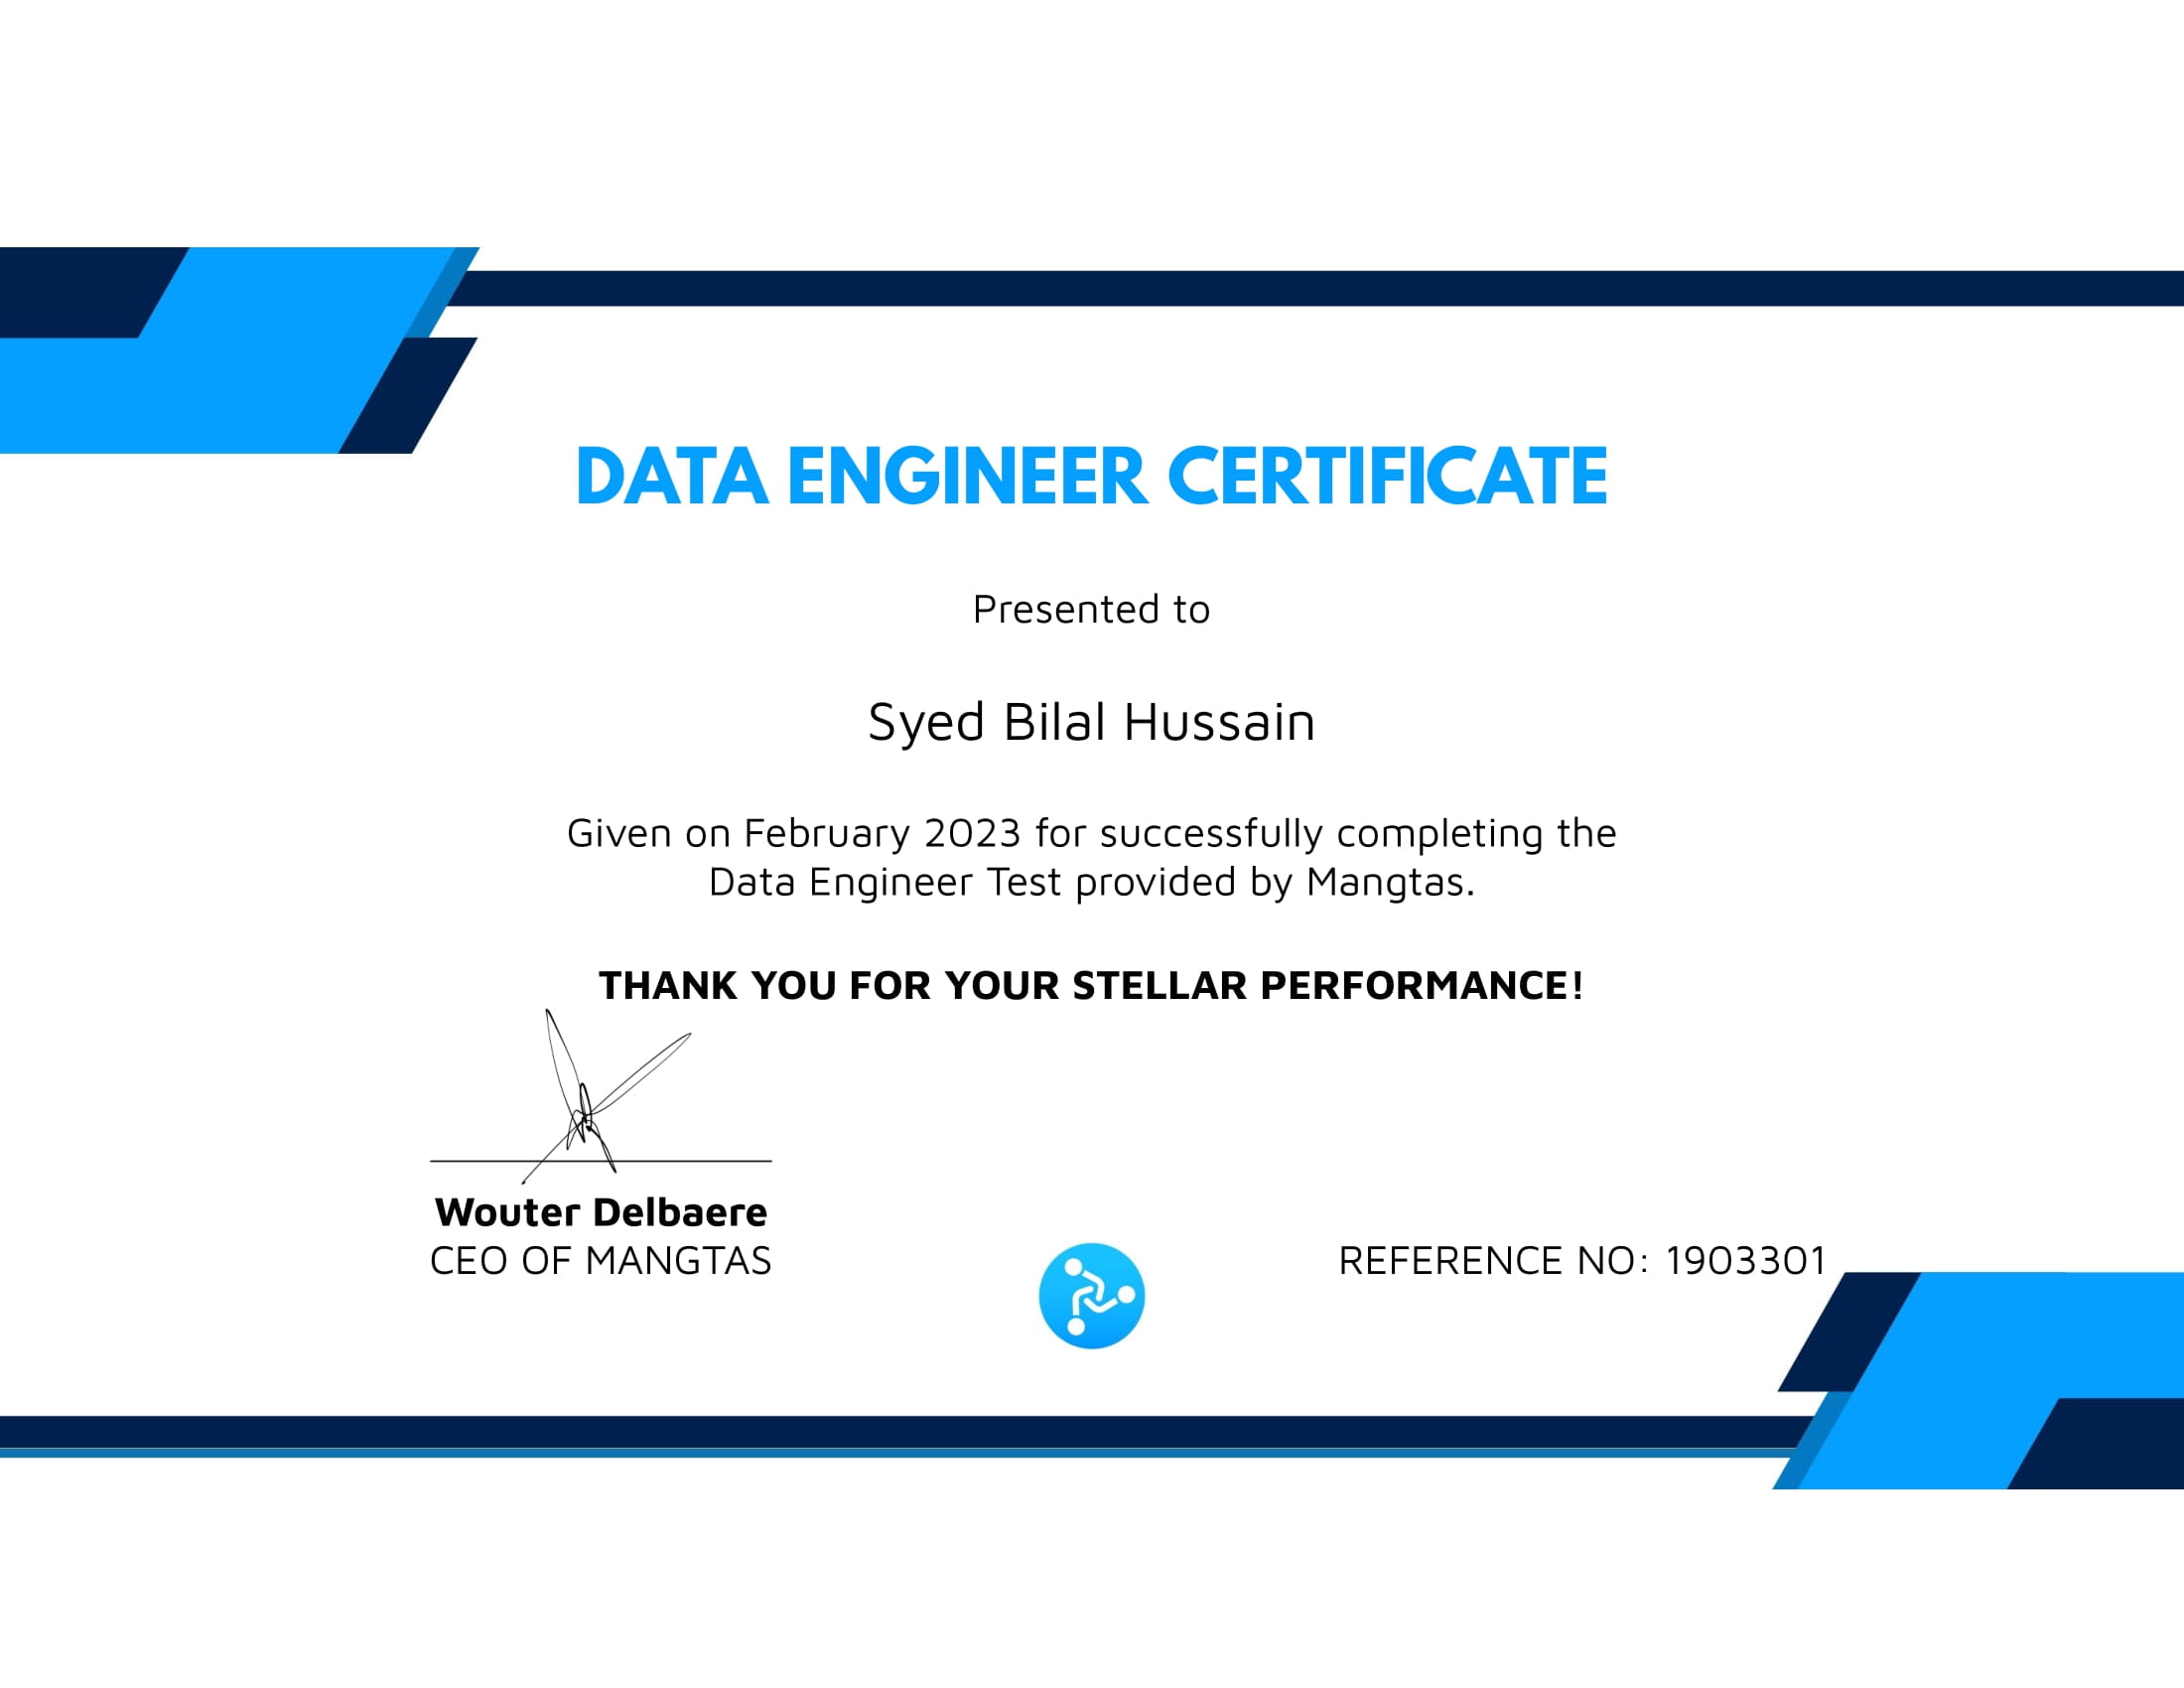 DATA ENGINEER CERTIFICATE
Presented to
Syed Bilal Hussain
Given on February 2023 for successfully completing the
Data Engineer Test provided by Mangtas.
THANK YOU FOR YOUR STELLAR PERFORMANCE!
Wouter Delbaere
CEO OF MANGTAS
REFERENCE NO: 1903301